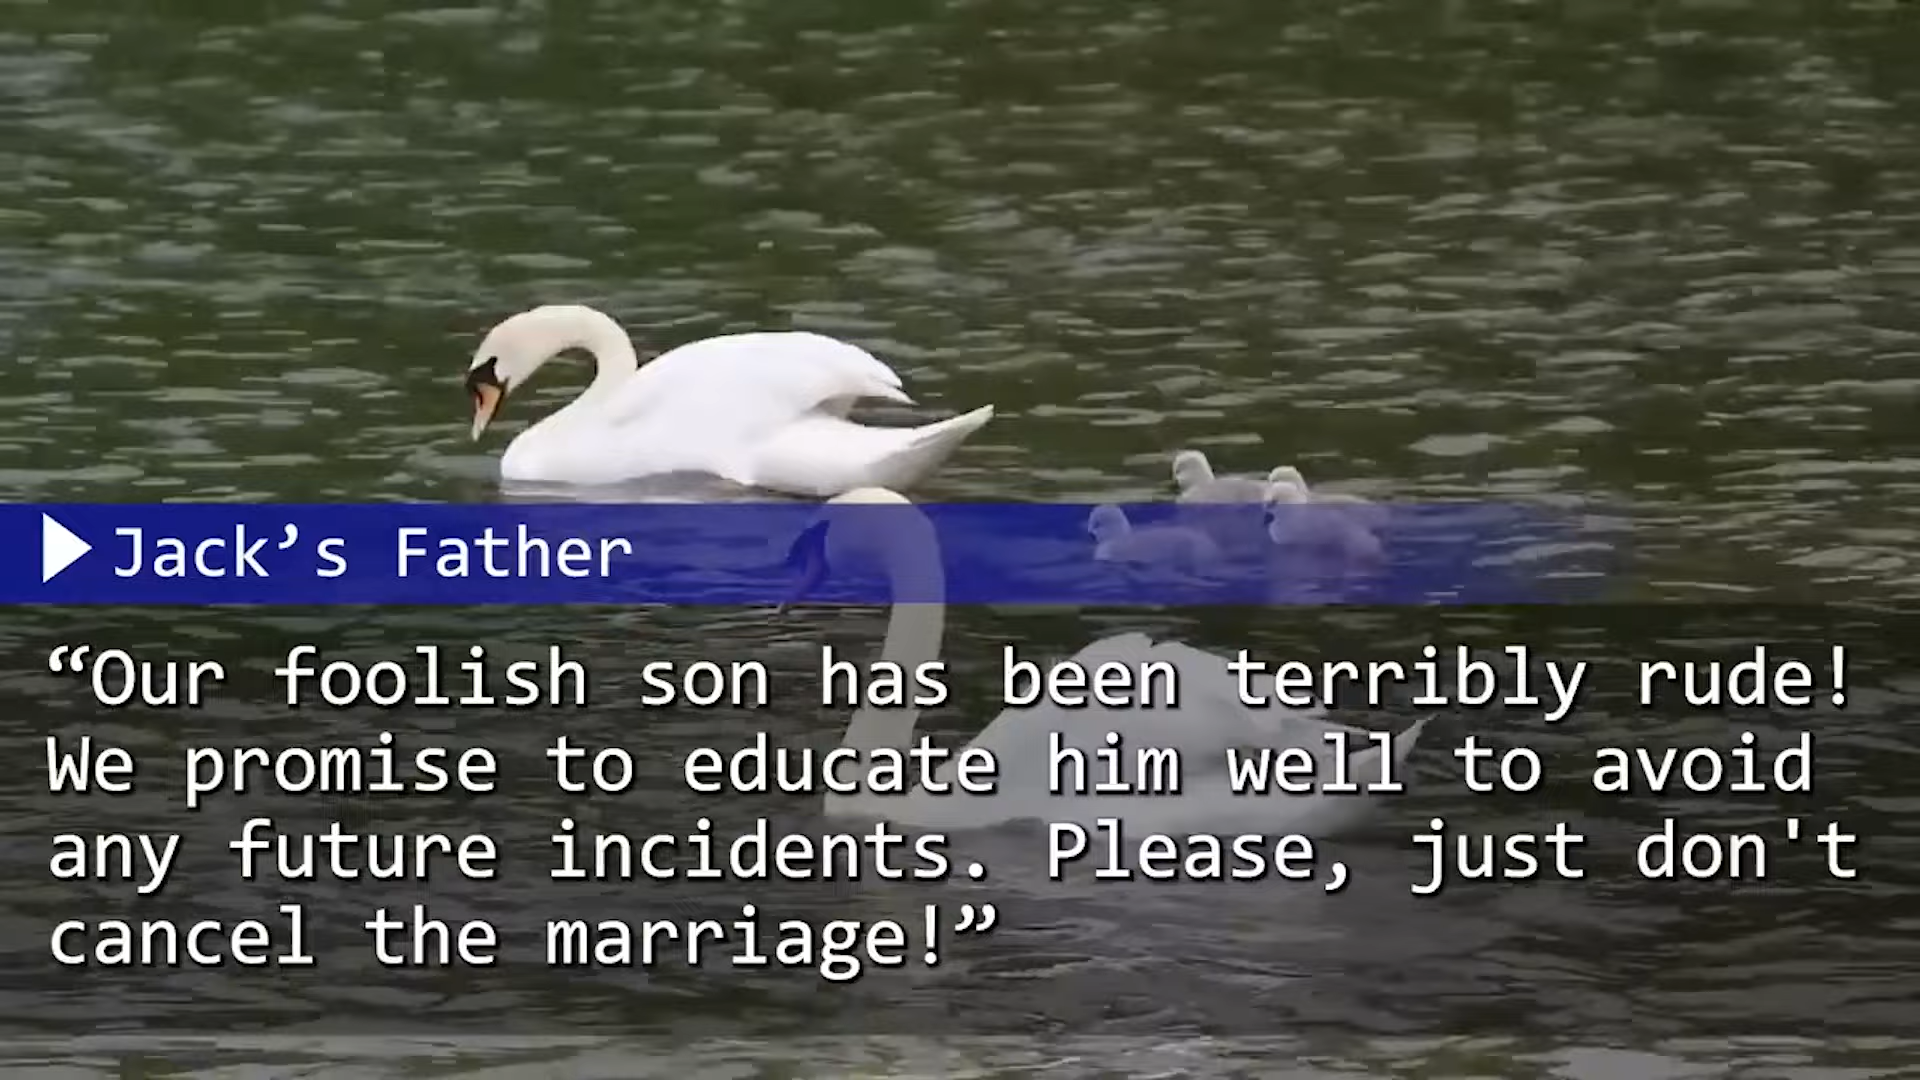 Jack’s Father
“Our foolish son has been terribly rude!
We promise to educate him well to avoid
any future incidents. Please, just don't
cancel the marriage!”